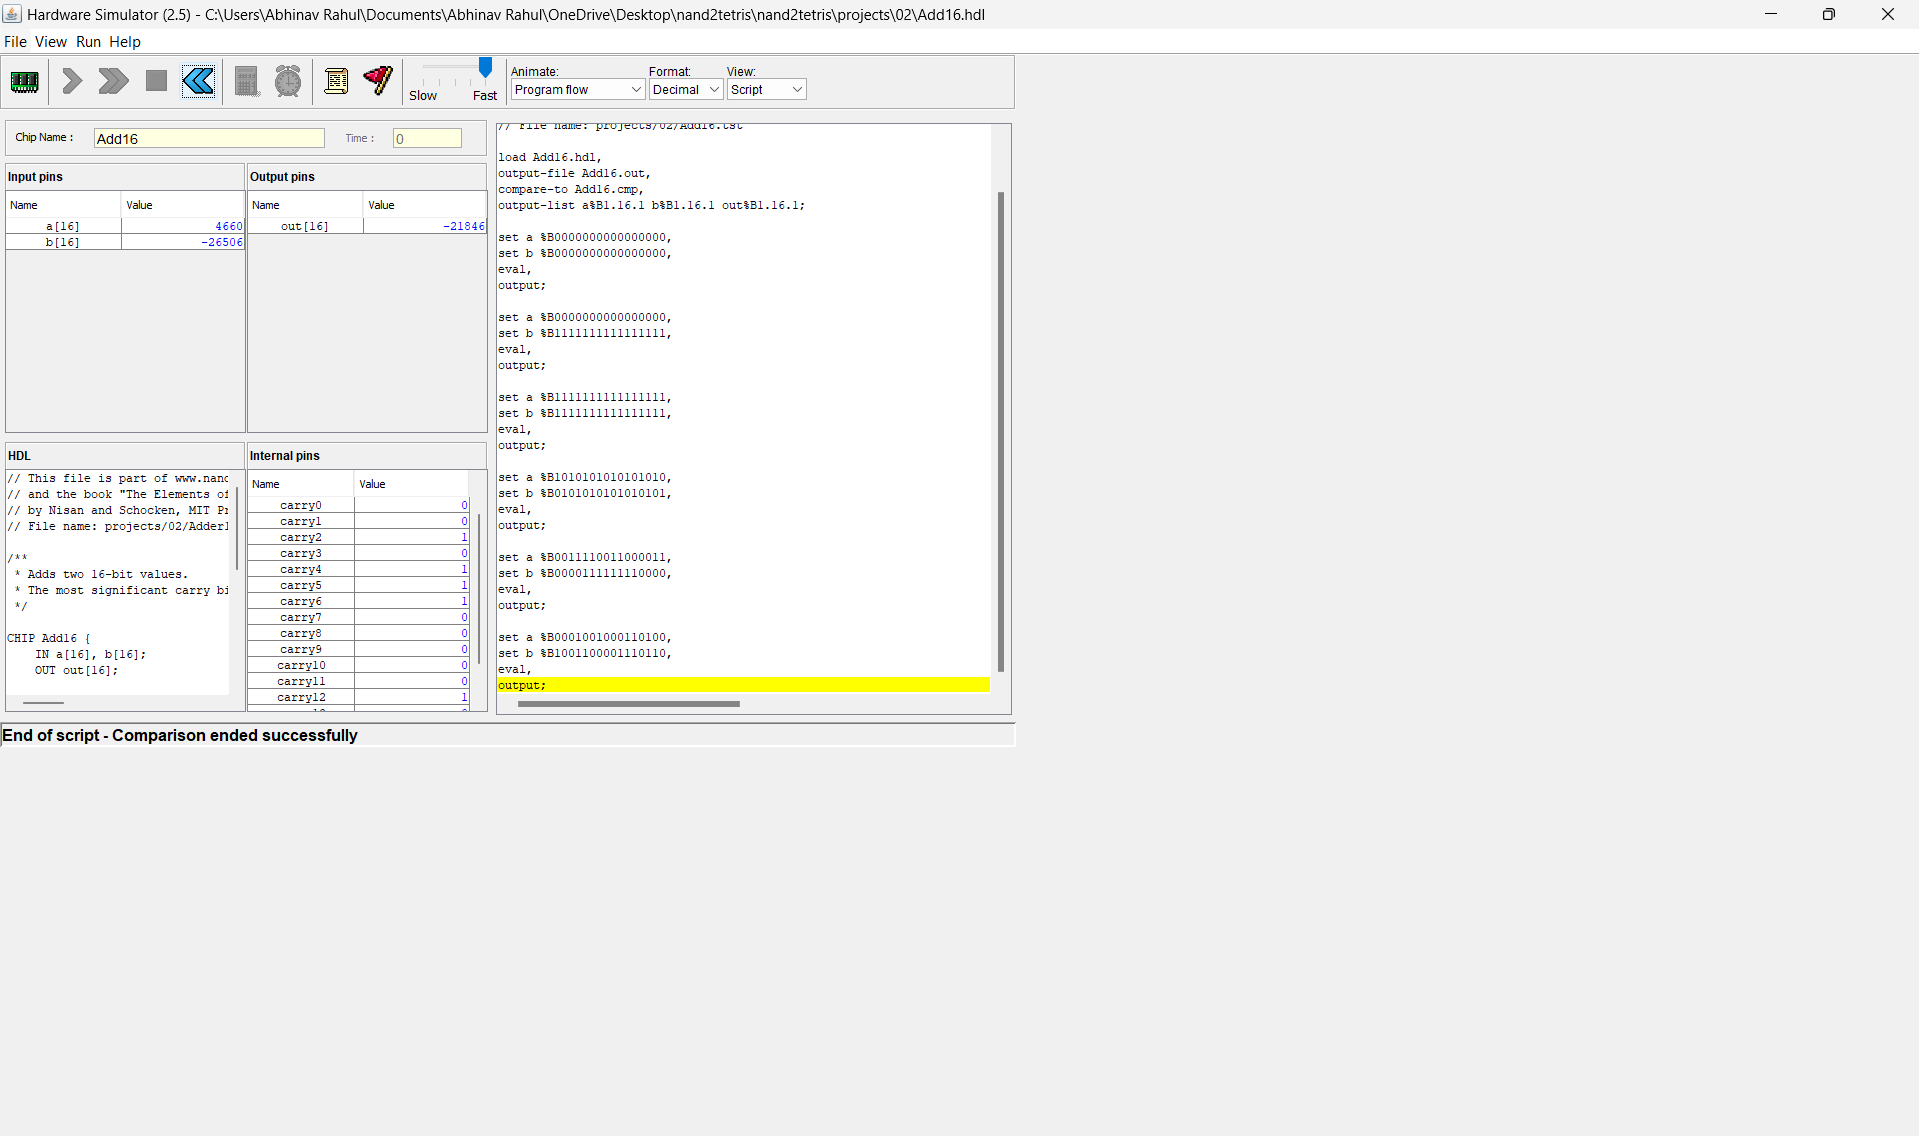 Hardware Simulator (2.5) - C:\Users\Abhinav Rahul\Documents\Abhinav Rahul\OneDrive\Desktop\nand2tetris\nand2tetris\projects\02\Add16.hdl
File View Run Help
Slow Fast
Animate:
Program flow
Format:
Decimal
View:
Script
Chip Name :
Add16
Time :
0
Input pins
Name Value
a[16] 4660
b[16] -26506
Output pins
Name Value
out[16] -21846
HDL
// This file is part of www.nand
// and the book "The Elements of
// by Nisan and Schocken, MIT Pr
// File name: projects/02/Adder1
/**
* Adds two 16-bit values.
* The most significant carry bi
*/
CHIP Add16 {
IN a[16], b[16];
OUT out[16];
Internal pins
Name Value
carry0 0
carry1 0
carry2 1
carry3 0
carry4 1
carry5 1
carry6 1
carry7 0
carry8 0
carry9 0
carry10 0
carry11 0
carry12 1
// File name: projects/02/Add16.tst
load Add16.hdl,
output-file Add16.out,
compare-to Add16.cmp,
output-list a%B1.16.1 b%B1.16.1 out%B1.16.1;
set a %B0000000000000000,
set b %B0000000000000000,
eval,
output;
set a %B0000000000000000,
set b %B1111111111111111,
eval,
output;
set a %B1111111111111111,
set b %B1111111111111111,
eval,
output;
set a %B1010101010101010,
set b %B0101010101010101,
eval,
output;
set a %B0011110011000011,
set b %B0000111111110000,
eval,
output;
set a %B0001001000110100,
set b %B1001100001110110,
eval,
output;
End of script - Comparison ended successfully